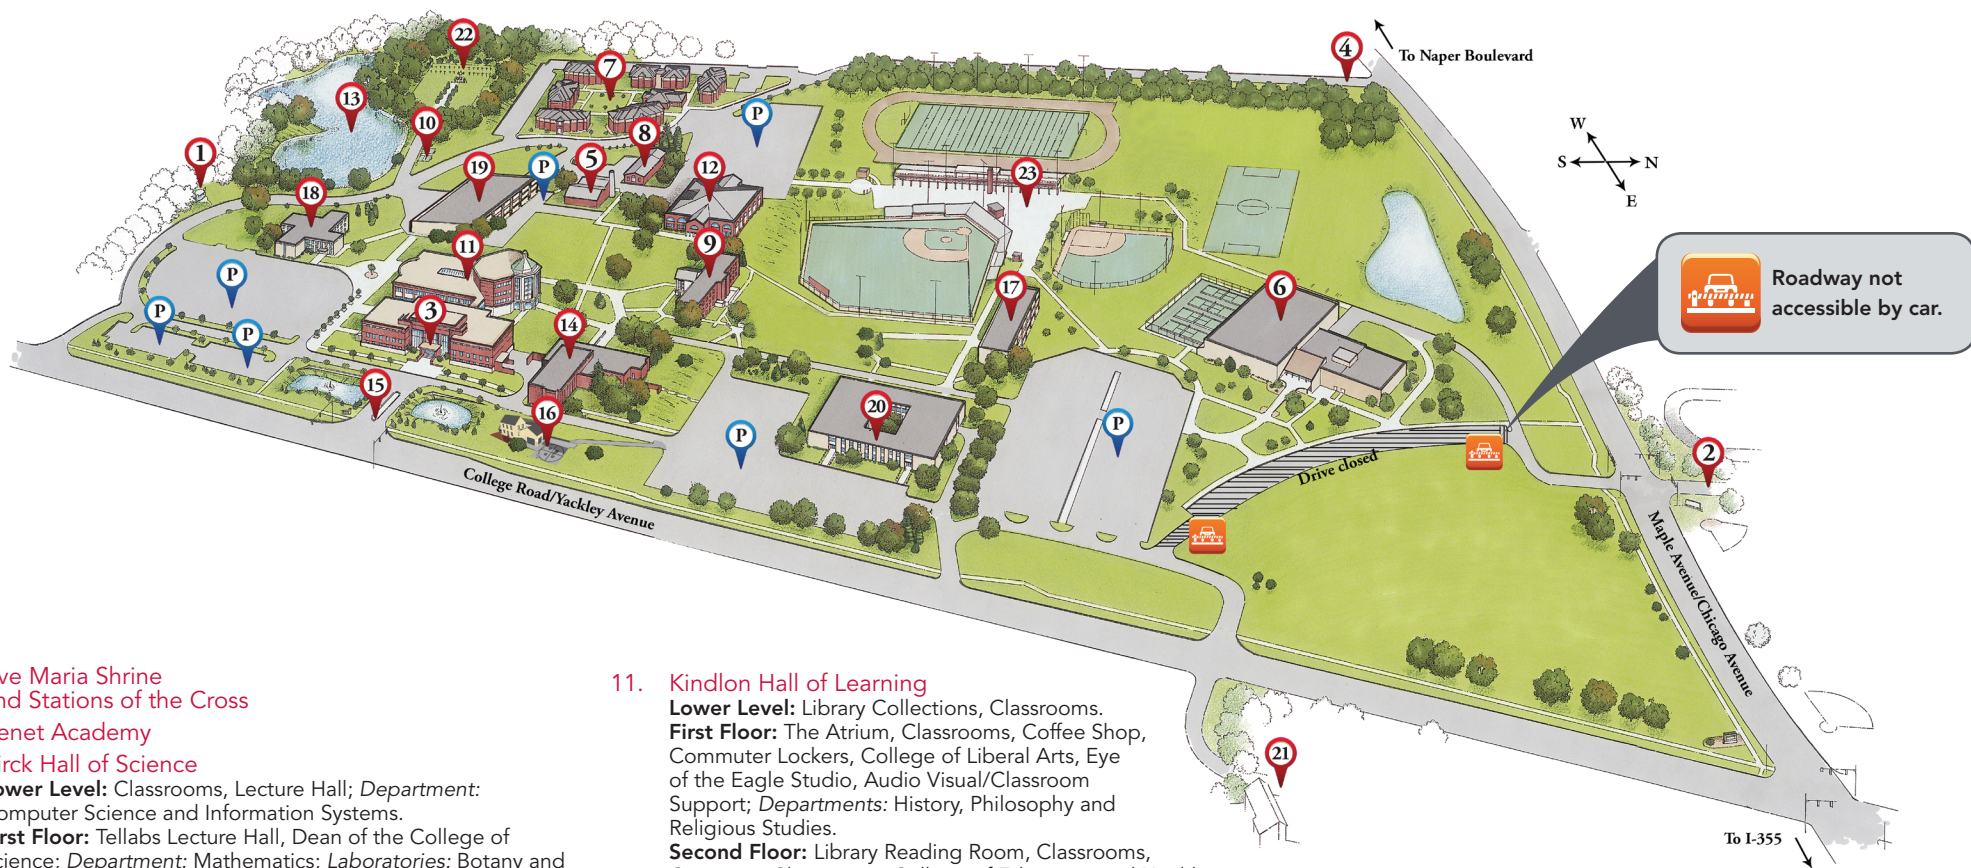 22
4
To Naper Boulevard
7
13
P
10
8
W
S
N
E
1
5
P
12
19
23
18
9
11
P
17
6
Roadway not
accessible by car.
P
3
14
P
15
16
20
P
P
2
Drive closed
College Road/Yackley Avenue
Maple Avenue/Chicago Avenue
21
To I-355
ve Maria Shrine
nd Stations of the Cross
enet Academy
irck Hall of Science
ower Level: Classrooms, Lecture Hall; Department:
omputer Science and Information Systems.
irst Floor: Tellabs Lecture Hall, Dean of the College of
cience; Department: Mathematics; Laboratories: Botany and
11. Kindlon Hall of Learning
Lower Level: Library Collections, Classrooms.
First Floor: The Atrium, Classrooms, Coffee Shop,
Commuter Lockers, College of Liberal Arts, Eye
of the Eagle Studio, Audio Visual/Classroom
Support; Departments: History, Philosophy and
Religious Studies.
Second Floor: Library Reading Room, Classrooms,